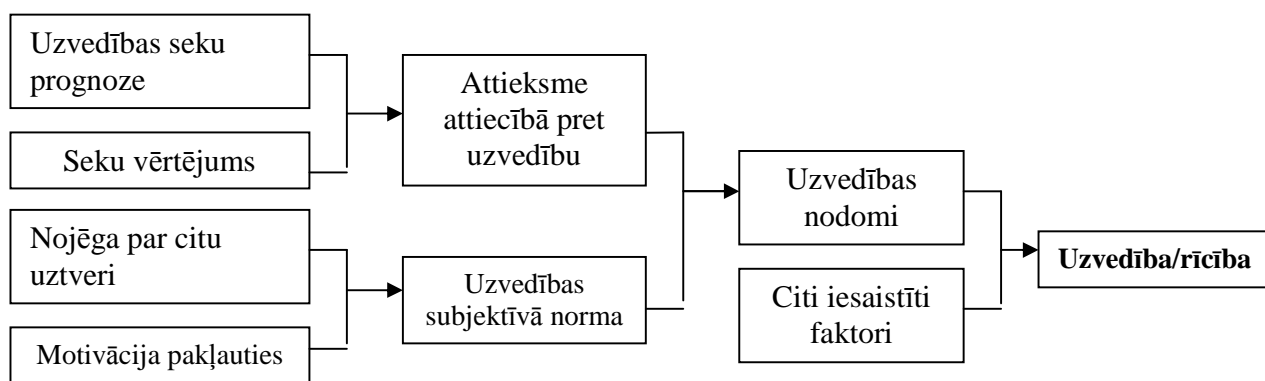 Uzvedības seku
prognoze
Seku vērtējums
Nojēga par citu
uztveri
Motivācija pakļauties
Attieksme
attiecībā pret
uzvedību
Uzvedības
subjektīvā norma
Uzvedības
nodomi
Citi iesaistīti
faktori
Uzvedība/rīcība